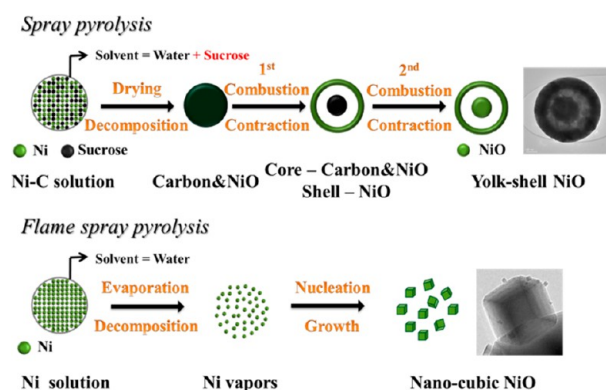 Spray pyrolysis
Solvent = Water + Sucrose
Drying
Decomposition
1st
Combustion
Contraction
2nd
Combustion
Contraction
Ni
Sucrose
NiO
Ni-C solution
Carbon&NiO
Core – Carbon&NiO
Shell – NiO
Yolk-shell NiO
Flame spray pyrolysis
Solvent = Water
Evaporation
Decomposition
Nucleation
Growth
Ni
Ni solution
Ni vapors
Nano-cubic NiO